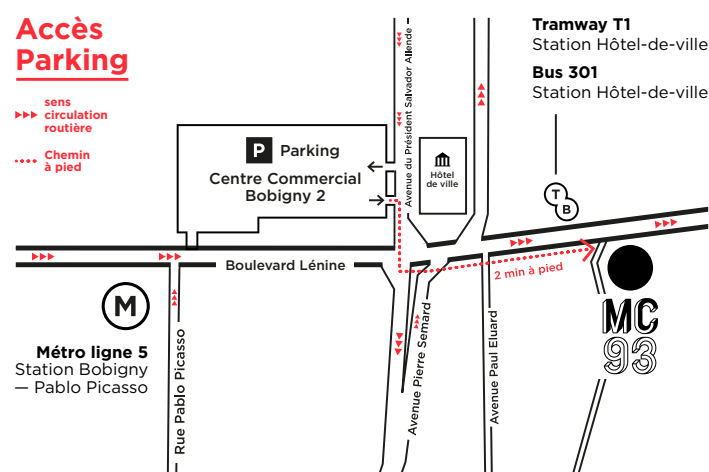 Accès
Parking
sens
circulation
routière
Chemin
à pied
Tramway T1
Station Hôtel-de-ville
Bus 301
Station Hôtel-de-ville
P Parking
Centre Commercial
Bobigny 2
Avenue du Président Salvador Allende
Hôtel
de ville
T
B
Boulevard Lénine
2 min à pied
M
Métro ligne 5
Station Bobigny
— Pablo Picasso
Rue Pablo Picasso
Avenue Pierre Semard
Avenue Paul Eluard
MC
93